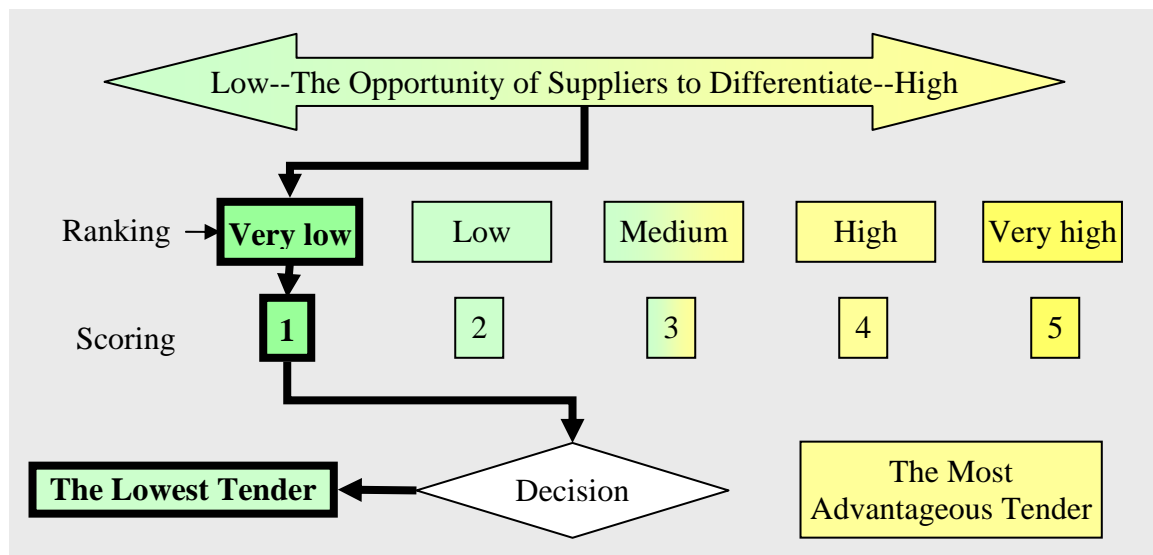 Low--The Opportunity of Suppliers to Differentiate--High
Ranking
Very low
Low
Medium
High
Very high
Scoring
1
2
3
4
5
The Lowest Tender
Decision
The Most
Advantageous Tender